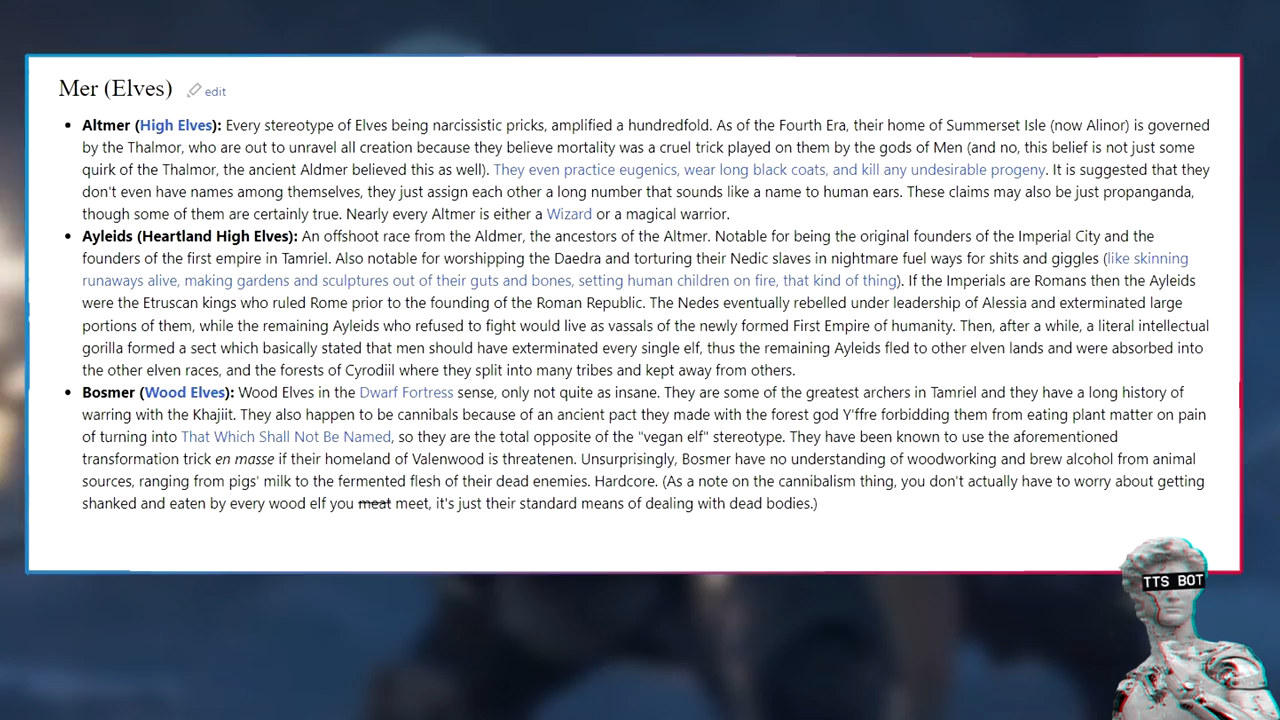 Mer (Elves) edit
• Altmer (High Elves): Every stereotype of Elves being narcissistic pricks, amplified a hundredfold. As of the Fourth Era, their home of Summerset Isle (now Alinor) is governed
by the Thalmor, who are out to unravel all creation because they believe mortality was a cruel trick played on them by the gods of Men (and no, this belief is not just some
quirk of the Thalmor, the ancient Aldmer believed this as well). They even practice eugenics, wear long black coats, and kill any undesirable progeny. It is suggested that they
don't even have names among themselves, they just assign each other a long number that sounds like a name to human ears. These claims may also be just propganda,
though some of them are certainly true. Nearly every Altmer is either a Wizard or a magical warrior.
• Ayleids (Heartland High Elves): An offshoot race from the Aldmer, the ancestors of the Altmer. Notable for being the original founders of the Imperial City and the
founders of the first empire in Tamriel. Also notable for worshipping the Daedra and torturing their Nedic slaves in nightmare fuel ways for shits and giggles (like skinning
runaways alive, making gardens and sculptures out of their guts and bones, setting human children on fire, that kind of thing). If the Imperials are Romans then the Ayleids
were the Etruscan kings who ruled Rome prior to the founding of the Roman Republic. The Nedes eventually rebelled under leadership of Alessia and exterminated large
portions of them, while the remaining Ayleids who refused to fight would live as vassals of the newly formed First Empire of humanity. Then, after a while, a literal intellectual
gorilla formed a sect which basically stated that men should have exterminated every single elf, thus the remaining Ayleids fled to other elven lands and were absorbed into
the other elven races, and the forests of Cyrodiil where they split into many tribes and kept away from others.
• Bosmer (Wood Elves): Wood Elves in the Dwarf Fortress sense, only not quite as insane. They are some of the greatest archers in Tamriel and they have a long history of
warring with the Khajiit. They also happen to be cannibals because of an ancient pact they made with the forest god Y'ffre forbidding them from eating plant matter on pain
of turning into That Which Shall Not Be Named, so they are the total opposite of the "vegan elf" stereotype. They have been known to use the aforementioned
transformation trick en masse if their homeland of Valenwood is threatenen. Unsurprisingly, Bosmer have no understanding of woodworking and brew alcohol from animal
sources, ranging from pigs' milk to the fermented flesh of their dead enemies. Hardcore. (As a note on the cannibalism thing, you don't actually have to worry about getting
shanked and eaten by every wood elf you meat meet, it's just their standard means of dealing with dead bodies.)
TTS BOT